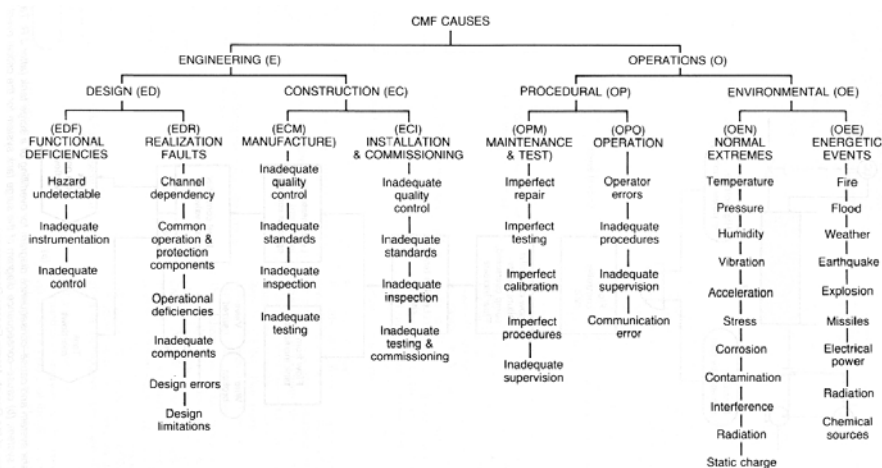 CMF CAUSES
ENGINEERING (E)
OPERATIONS (O)
DESIGN (ED)
CONSTRUCTION (EC)
PROCEDURAL (OP)
ENVIRONMENTAL (OE)
(EDF)
FUNCTIONAL
DEFICIENCIES
Hazard
undetectable
Inadequate
instrumentation
Inadequate
control
(EDR)
REALIZATION
FAULTS
Channel
dependency
Common
operation &
protection
components
Operational
deficiencies
Inadequate
components
Design errors
Design
limitations
(ECM)
MANUFACTURE)
Inadequate
quality
control
Inadequate
standards
Inadequate
inspection
Inadequate
testing
(ECI)
INSTALLATION
& COMMISSIONING
Inadequate
quality
control
Inadequate
standards
Inadequate
inspection
Inadequate
testing &
commissioning
(OPM)
MAINTENANCE
& TEST)
Imperfect
repair
Imperfect
testing
Imperfect
calibration
Imperfect
procedures
Inadequate
supervision
(OPO)
OPERATION
Operator
errors
Inadequate
procedures
Inadequate
supervision
Communication
error
(OEN)
NORMAL
EXTREMES
Temperature
Pressure
Humidity
Vibration
Acceleration
Stress
Corrosion
Contamination
Interference
Radiation
Static charge
(OEE)
ENERGETIC
EVENTS
Fire
Flood
Weather
Earthquake
Explosion
Missiles
Electrical
power
Radiation
Chemical
sources